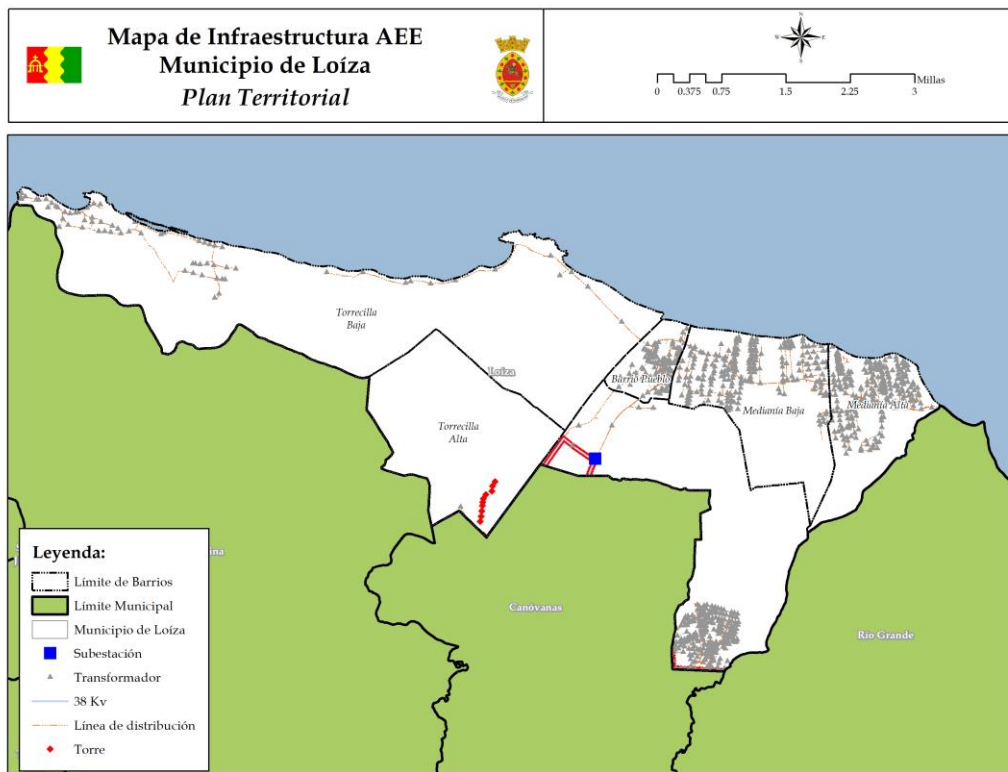 Mapa de Infraestructura AEE
Municipio de Loíza
Plan Territorial
N
W
E
S
Millas
0 0.375 0.75 1.5 2.25 3
Torrecilla
Baja
Loíza
Barrio Pueblo
Medianía Alta
Medianía Baja
Torrecilla
Alta
Canóvanas
Río Grande
Leyenda:
Límite de Barrios
Límite Municipal
Municipio de Loíza
Subestación
Transformador
38 Kv
Línea de distribución
Torre